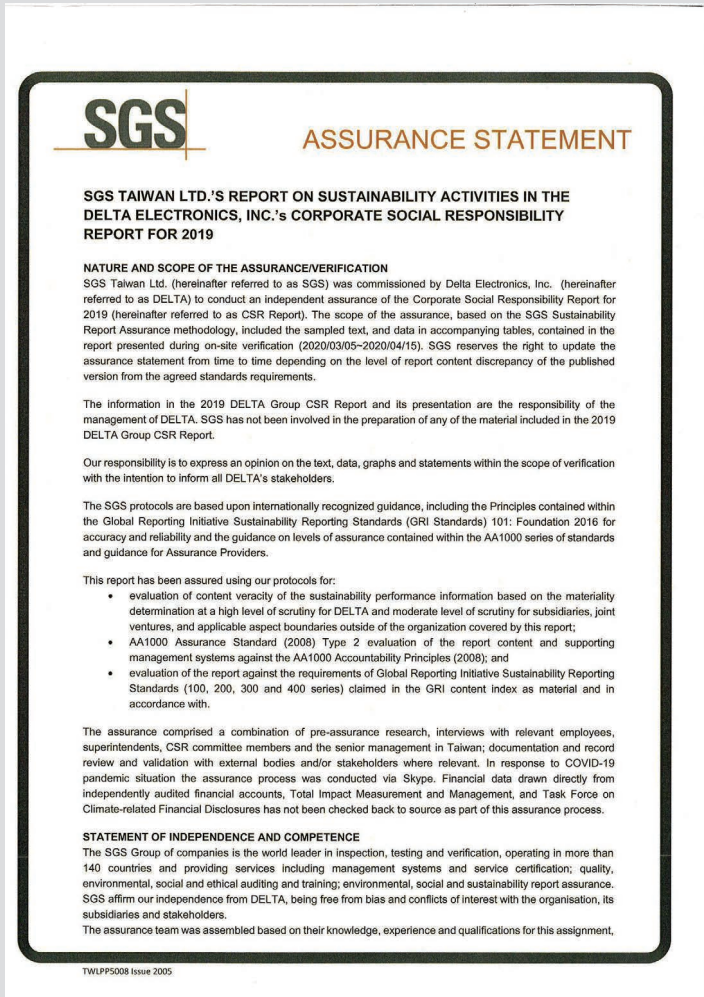 SGS
ASSURANCE STATEMENT
SGS TAIWAN LTD.'S REPORT ON SUSTAINABILITY ACTIVITIES IN THE
DELTA ELECTRONICS, INC.'s CORPORATE SOCIAL RESPONSIBILITY
REPORT FOR 2019
NATURE AND SCOPE OF THE ASSURANCE/VERIFICATION
SGS Taiwan Ltd. (hereinafter referred to as SGS) was commissioned by Delta Electronics, Inc. (hereinafter
referred to as DELTA) to conduct an independent assurance of the Corporate Social Responsibility Report for
2019 (hereinafter referred to as CSR Report). The scope of the assurance, based on the SGS Sustainability
Report Assurance methodology, included the sampled text, and data in accompanying tables, contained in the
report presented during on-site verification (2020/03/05~2020/04/15). SGS reserves the right to update the
assurance statement from time to time depending on the level of report content discrepancy of the published
version from the agreed standards requirements.
The information in the 2019 DELTA Group CSR Report and its presentation are the responsibility of the
management of DELTA. SGS has not been involved in the preparation of any of the material included in the 2019
DELTA Group CSR Report.
Our responsibility is to express an opinion on the text, data, graphs and statements within the scope of verification
with the intention to inform all DELTA's stakeholders.
The SGS protocols are based upon internationally recognized guidance, including the Principles contained within
the Global Reporting Initiative Sustainability Reporting Standards (GRI Standards) 101: Foundation 2016 for
accuracy and reliability and the guidance on levels of assurance contained within the AA1000 series of standards
and guidance for Assurance Providers.
This report has been assured using our protocols for:
• evaluation of content veracity of the sustainability performance information based on the materiality
determination at a high level of scrutiny for DELTA and moderate level of scrutiny for subsidiaries, joint
ventures, and applicable aspect boundaries outside of the organization covered by this report;
• AA1000 Assurance Standard (2008) Type 2 evaluation of the report content and supporting
management systems against the AA1000 Accountability Principles (2008); and
• evaluation of the report against the requirements of Global Reporting Initiative Sustainability Reporting
Standards (100, 200, 300 and 400 series) claimed in the GRI content index as material and in
accordance with.
The assurance comprised a combination of pre-assurance research, interviews with relevant employees,
superintendents, CSR committee members and the senior management in Taiwan; documentation and record
review and validation with external bodies and/or stakeholders where relevant. In response to COVID-19
pandemic situation the assurance process was conducted via Skype. Financial data drawn directly from
independently audited financial accounts, Total Impact Measurement and Management, and Task Force on
Climate-related Financial Disclosures has not been checked back to source as part of this assurance process.
STATEMENT OF INDEPENDENCE AND COMPETENCE
The SGS Group of companies is the world leader in inspection, testing and verification, operating in more than
140 countries and providing services including management systems and service certification; quality,
environmental, social and ethical auditing and training; environmental, social and sustainability report assurance.
SGS affirm our independence from DELTA, being free from bias and conflicts of interest with the organisation, its
subsidiaries and stakeholders.
The assurance team was assembled based on their knowledge, experience and qualifications for this assignment,
TWLPP5008 Issue 2005